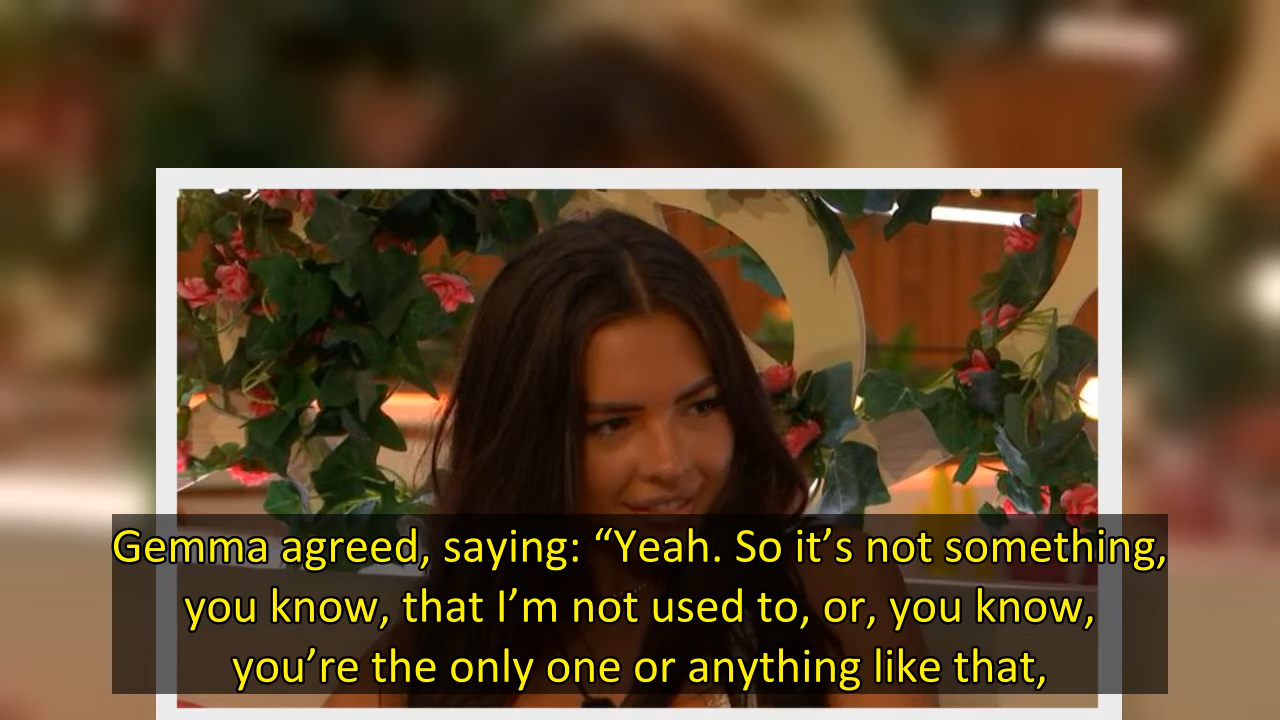 Gemma agreed, saying: “Yeah. So it’s not something,
you know, that I’m not used to, or, you know,
you’re the only one or anything like that,